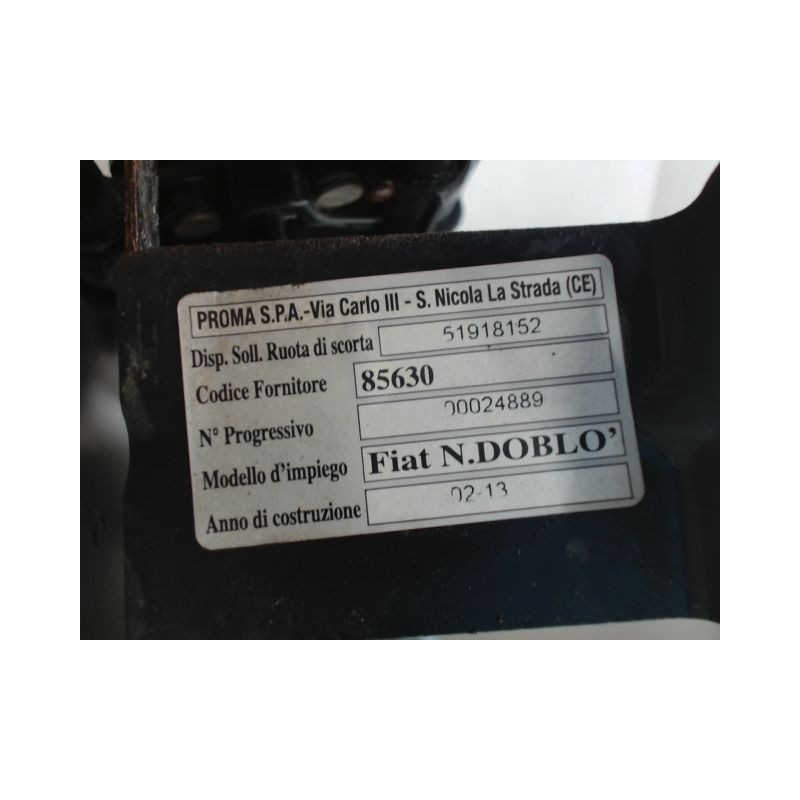 PROMA S.P.A.-Via Carlo III - S. Nicola La Strada (CE)
Disp. Soll. Ruota di scorta 51918152
Codice Fornitore 85630
N° Progressivo 00024889
Modello d'impiego Fiat N.DOBLO'
Anno di costruzione 02-13